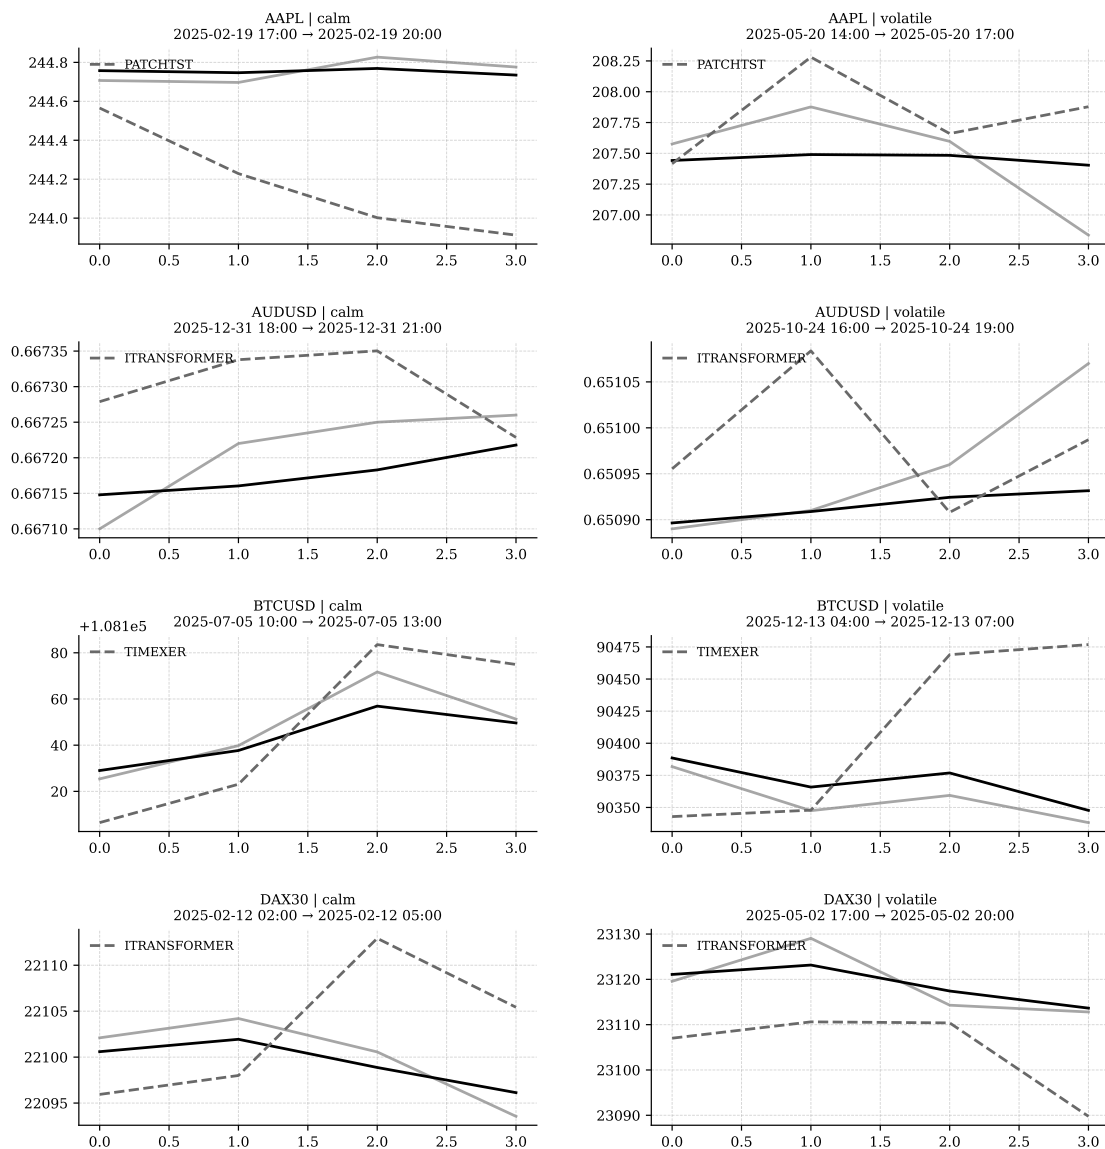 AAPL | calm
2025-02-19 17:00 → 2025-02-19 20:00
PATCHTST
244.8
244.6
244.4
244.2
244.0
0.0 0.5 1.0 1.5 2.0 2.5 3.0
AAPL | volatile
2025-05-20 14:00 → 2025-05-20 17:00
PATCHTST
208.25
208.00
207.75
207.50
207.25
207.00
0.0 0.5 1.0 1.5 2.0 2.5 3.0
AUDUSD | calm
2025-12-31 18:00 → 2025-12-31 21:00
ITRANSFORMER
0.66735
0.66730
0.66725
0.66720
0.66715
0.66710
0.0 0.5 1.0 1.5 2.0 2.5 3.0
AUDUSD | volatile
2025-10-24 16:00 → 2025-10-24 19:00
ITRANSFORMER
0.65105
0.65100
0.65095
0.65090
0.0 0.5 1.0 1.5 2.0 2.5 3.0
BTCUSD | calm
2025-07-05 10:00 → 2025-07-05 13:00
+1.081e5
TIMEXER
80
60
40
20
0.0 0.5 1.0 1.5 2.0 2.5 3.0
BTCUSD | volatile
2025-12-13 04:00 → 2025-12-13 07:00
TIMEXER
90475
90450
90425
90400
90375
90350
0.0 0.5 1.0 1.5 2.0 2.5 3.0
DAX30 | calm
2025-02-12 02:00 → 2025-02-12 05:00
ITRANSFORMER
22110
22105
22100
22095
0.0 0.5 1.0 1.5 2.0 2.5 3.0
DAX30 | volatile
2025-05-02 17:00 → 2025-05-02 20:00
ITRANSFORMER
23130
23120
23110
23100
23090
0.0 0.5 1.0 1.5 2.0 2.5 3.0